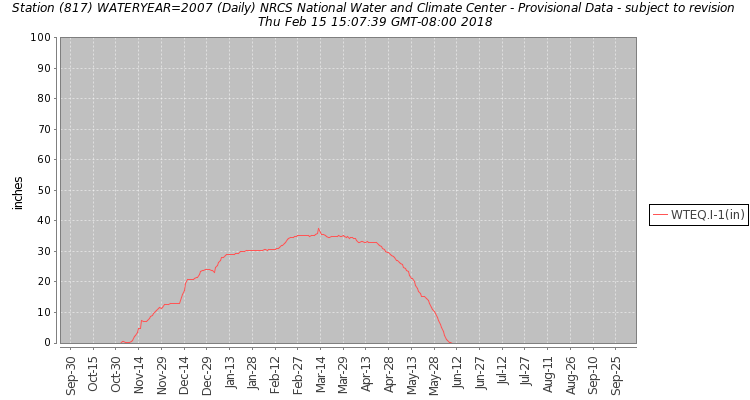 Station (817) WATERYEAR=2007 (Daily) NRCS National Water and Climate Center - Provisional Data - subject to revision
Thu Feb 15 15:07:39 GMT-08:00 2018
100
90
80
70
60
50
40
30
20
10
0
inches
WTEQ.I-1(in)
Sep-30
Oct-15
Oct-30
Nov-14
Nov-29
Dec-14
Dec-29
Jan-13
Jan-28
Feb-12
Feb-27
Mar-14
Mar-29
Apr-13
Apr-28
May-13
May-28
Jun-12
Jun-27
Jul-12
Jul-27
Aug-11
Aug-26
Sep-10
Sep-25